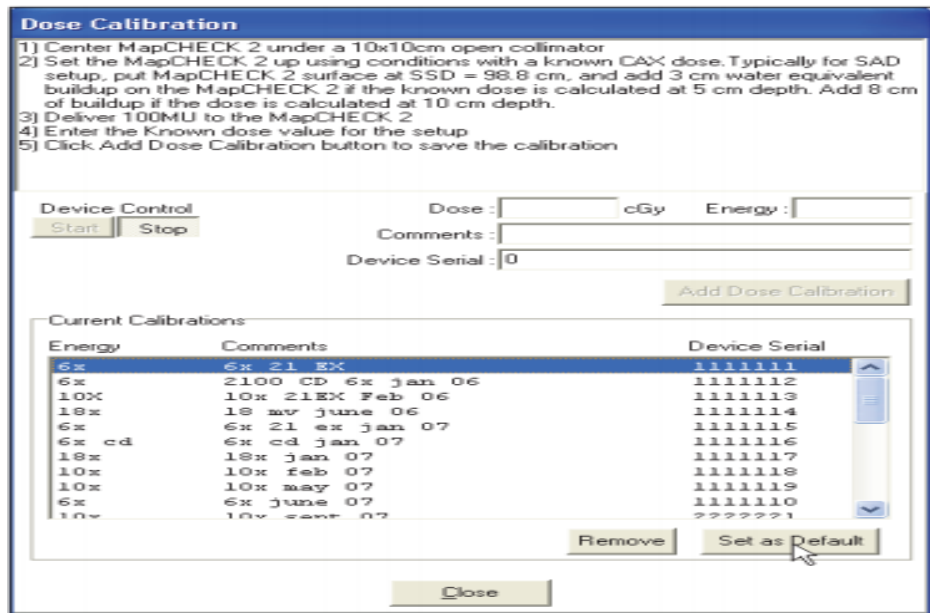 Dose Calibration
1) Center MapCHECK 2 under a 10x10cm open collimator
2) Set the MapCHECK 2 up using conditions with a known CAX dose.Typically for SAD
setup, put MapCHECK 2 surface at SSD = 98.8 cm, and add 3 cm water equivalent
buildup on the MapCHECK 2 if the known dose is calculated at 5 cm depth. Add 8 cm
of buildup if the dose is calculated at 10 cm depth.
3) Deliver 100MU to the MapCHECK 2
4) Enter the Known dose value for the setup
5) Click Add Dose Calibration button to save the calibration
Device Control Dose : cGy Energy :
Start Stop Comments :
Device Serial : 0
Add Dose Calibration
Current Calibrations
Energy Comments Device Serial
6x 6x 21 EX 1111111
6x 2100 CD 6x jan 06 1111112
10X 10x 21EX Feb 06 1111113
18x 18 mv june 06 1111114
6x 6x 21 ex jan 07 1111115
6x cd 6x cd jan 07 1111116
18x 18x jan 07 1111117
10x 10x feb 07 1111118
10x 10x may 07 1111119
6x 6x june 07 1111110
10x 10x sept 07
Remove Set as Default
Close